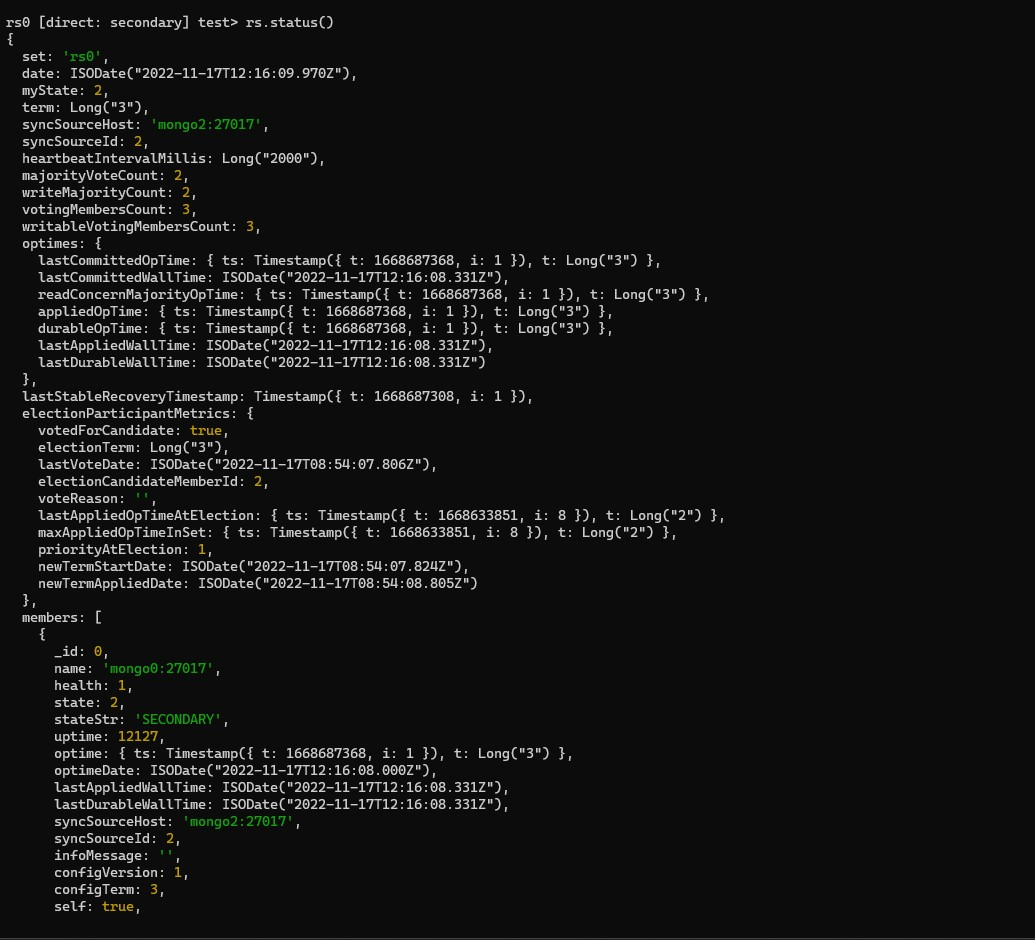 rs0 [direct: secondary] test> rs.status()
{
  set: 'rs0',
  date: ISODate("2022-11-17T12:16:09.970Z"),
  myState: 2,
  term: Long("3"),
  syncSourceHost: 'mongo2:27017',
  syncSourceId: 2,
  heartbeatIntervalMillis: Long("2000"),
  majorityVoteCount: 2,
  writeMajorityCount: 2,
  votingMembersCount: 3,
  writableVotingMembersCount: 3,
  optimes: {
    lastCommittedOpTime: { ts: Timestamp({ t: 1668687368, i: 1 }), t: Long("3") },
    lastCommittedWallTime: ISODate("2022-11-17T12:16:08.331Z"),
    readConcernMajorityOpTime: { ts: Timestamp({ t: 1668687368, i: 1 }), t: Long("3") },
    appliedOpTime: { ts: Timestamp({ t: 1668687368, i: 1 }), t: Long("3") },
    durableOpTime: { ts: Timestamp({ t: 1668687368, i: 1 }), t: Long("3") },
    lastAppliedWallTime: ISODate("2022-11-17T12:16:08.331Z"),
    lastDurableWallTime: ISODate("2022-11-17T12:16:08.331Z")
  },
  lastStableRecoveryTimestamp: Timestamp({ t: 1668687308, i: 1 }),
  electionParticipantMetrics: {
    votedForCandidate: true,
    electionTerm: Long("3"),
    lastVoteDate: ISODate("2022-11-17T08:54:07.806Z"),
    electionCandidateMemberId: 2,
    voteReason: '',
    lastAppliedOpTimeAtElection: { ts: Timestamp({ t: 1668633851, i: 8 }), t: Long("2") },
    maxAppliedOpTimeInSet: { ts: Timestamp({ t: 1668633851, i: 8 }), t: Long("2") },
    priorityAtElection: 1,
    newTermStartDate: ISODate("2022-11-17T08:54:07.824Z"),
    newTermAppliedDate: ISODate("2022-11-17T08:54:08.805Z")
  },
  members: [
    {
      _id: 0,
      name: 'mongo0:27017',
      health: 1,
      state: 2,
      stateStr: 'SECONDARY',
      uptime: 12127,
      optime: { ts: Timestamp({ t: 1668687368, i: 1 }), t: Long("3") },
      optimeDate: ISODate("2022-11-17T12:16:08.000Z"),
      lastAppliedWallTime: ISODate("2022-11-17T12:16:08.331Z"),
      lastDurableWallTime: ISODate("2022-11-17T12:16:08.331Z"),
      syncSourceHost: 'mongo2:27017',
      syncSourceId: 2,
      infoMessage: '',
      configVersion: 1,
      configTerm: 3,
      self: true,